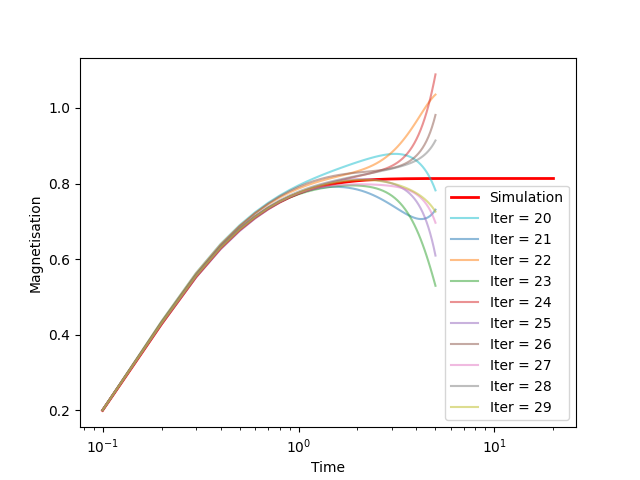 1.0
0.8
0.6
0.4
0.2
Magnetisation
10⁻¹
10⁰
10¹
Time
Simulation
Iter = 20
Iter = 21
Iter = 22
Iter = 23
Iter = 24
Iter = 25
Iter = 26
Iter = 27
Iter = 28
Iter = 29